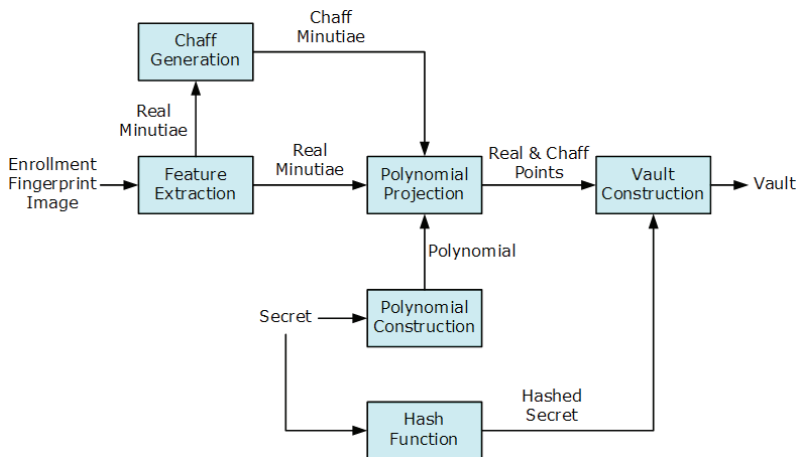 Chaff
Generation
Chaff
Minutiae
Real
Minutiae
Enrollment
Fingerprint
Image
Feature
Extraction
Real
Minutiae
Polynomial
Projection
Real & Chaff
Points
Vault
Construction
Vault
Polynomial
Secret
Polynomial
Construction
Hash
Function
Hashed
Secret